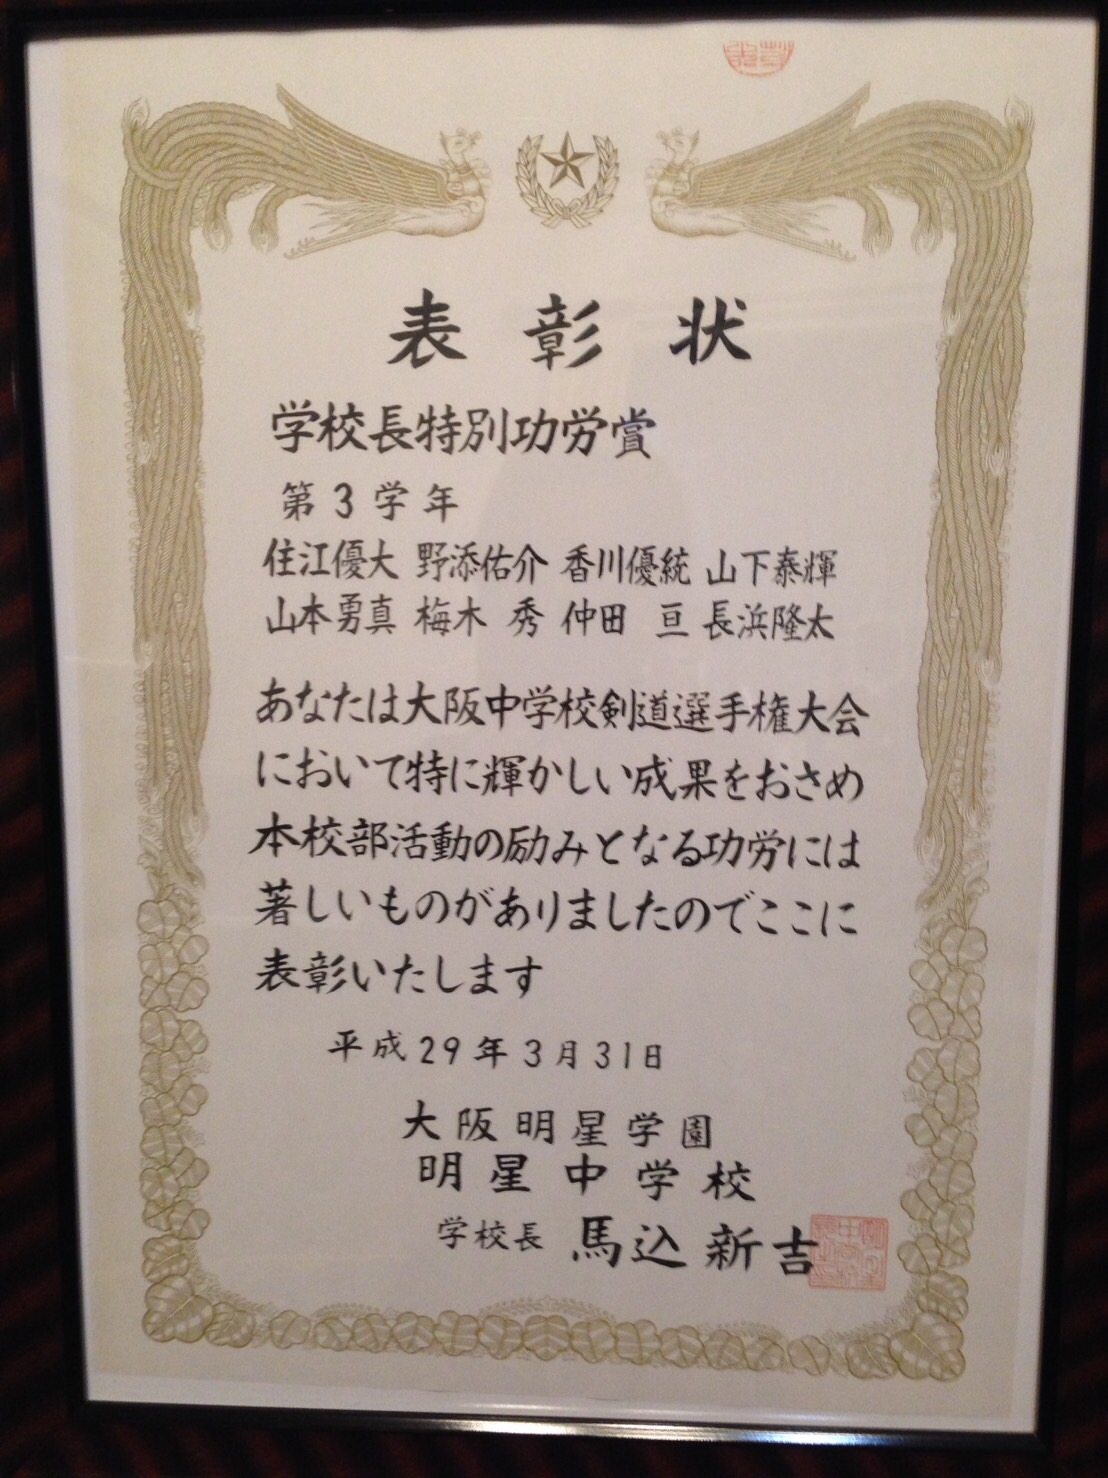 表彰状
学校長特別功労賞
第3学年
住江優大 野添佑介 香川優統 山下泰輝
山本勇真 梅木 秀 仲田 亘 長浜隆太
あなたは大阪中学校剣道選手権大会
において特に輝かしい成果をおさめ
本校部活動の励みとなる功労には
著しいものがありましたのでここに
表彰いたします
平成29年3月31日
大阪明星学園
明星中学校
学校長 馬込新吉